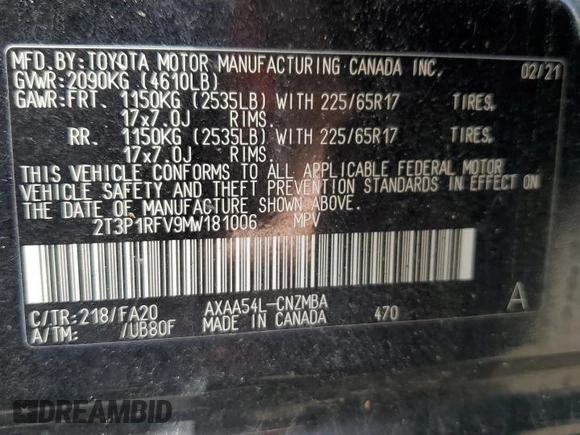 MFD.BY:TOYOTA MOTOR MANUFACTURING CANADA INC. 02/21
GVWR:2090KG (4610LB)
GAWR:FRT. 1150KG (2535LB) WITH 225/65R17 TIRES,
17x7.0J RIMS.
RR. 1150KG (2535LB) WITH 225/65R17 TIRES,
17x7.0J RIMS.
THIS VEHICLE CONFORMS TO ALL APPLICABLE FEDERAL MOTOR
VEHICLE SAFETY AND THEFT PREVENTION STANDARDS IN EFFECT ON
THE DATE OF MANUFACTURE SHOWN ABOVE.
2T3P1RFV9MW181006 MPV
C/TR:218/FA20 AXAA54L-CNZMBA 470 A
A/TM: /UB80F MADE IN CANADA
DREAMBID